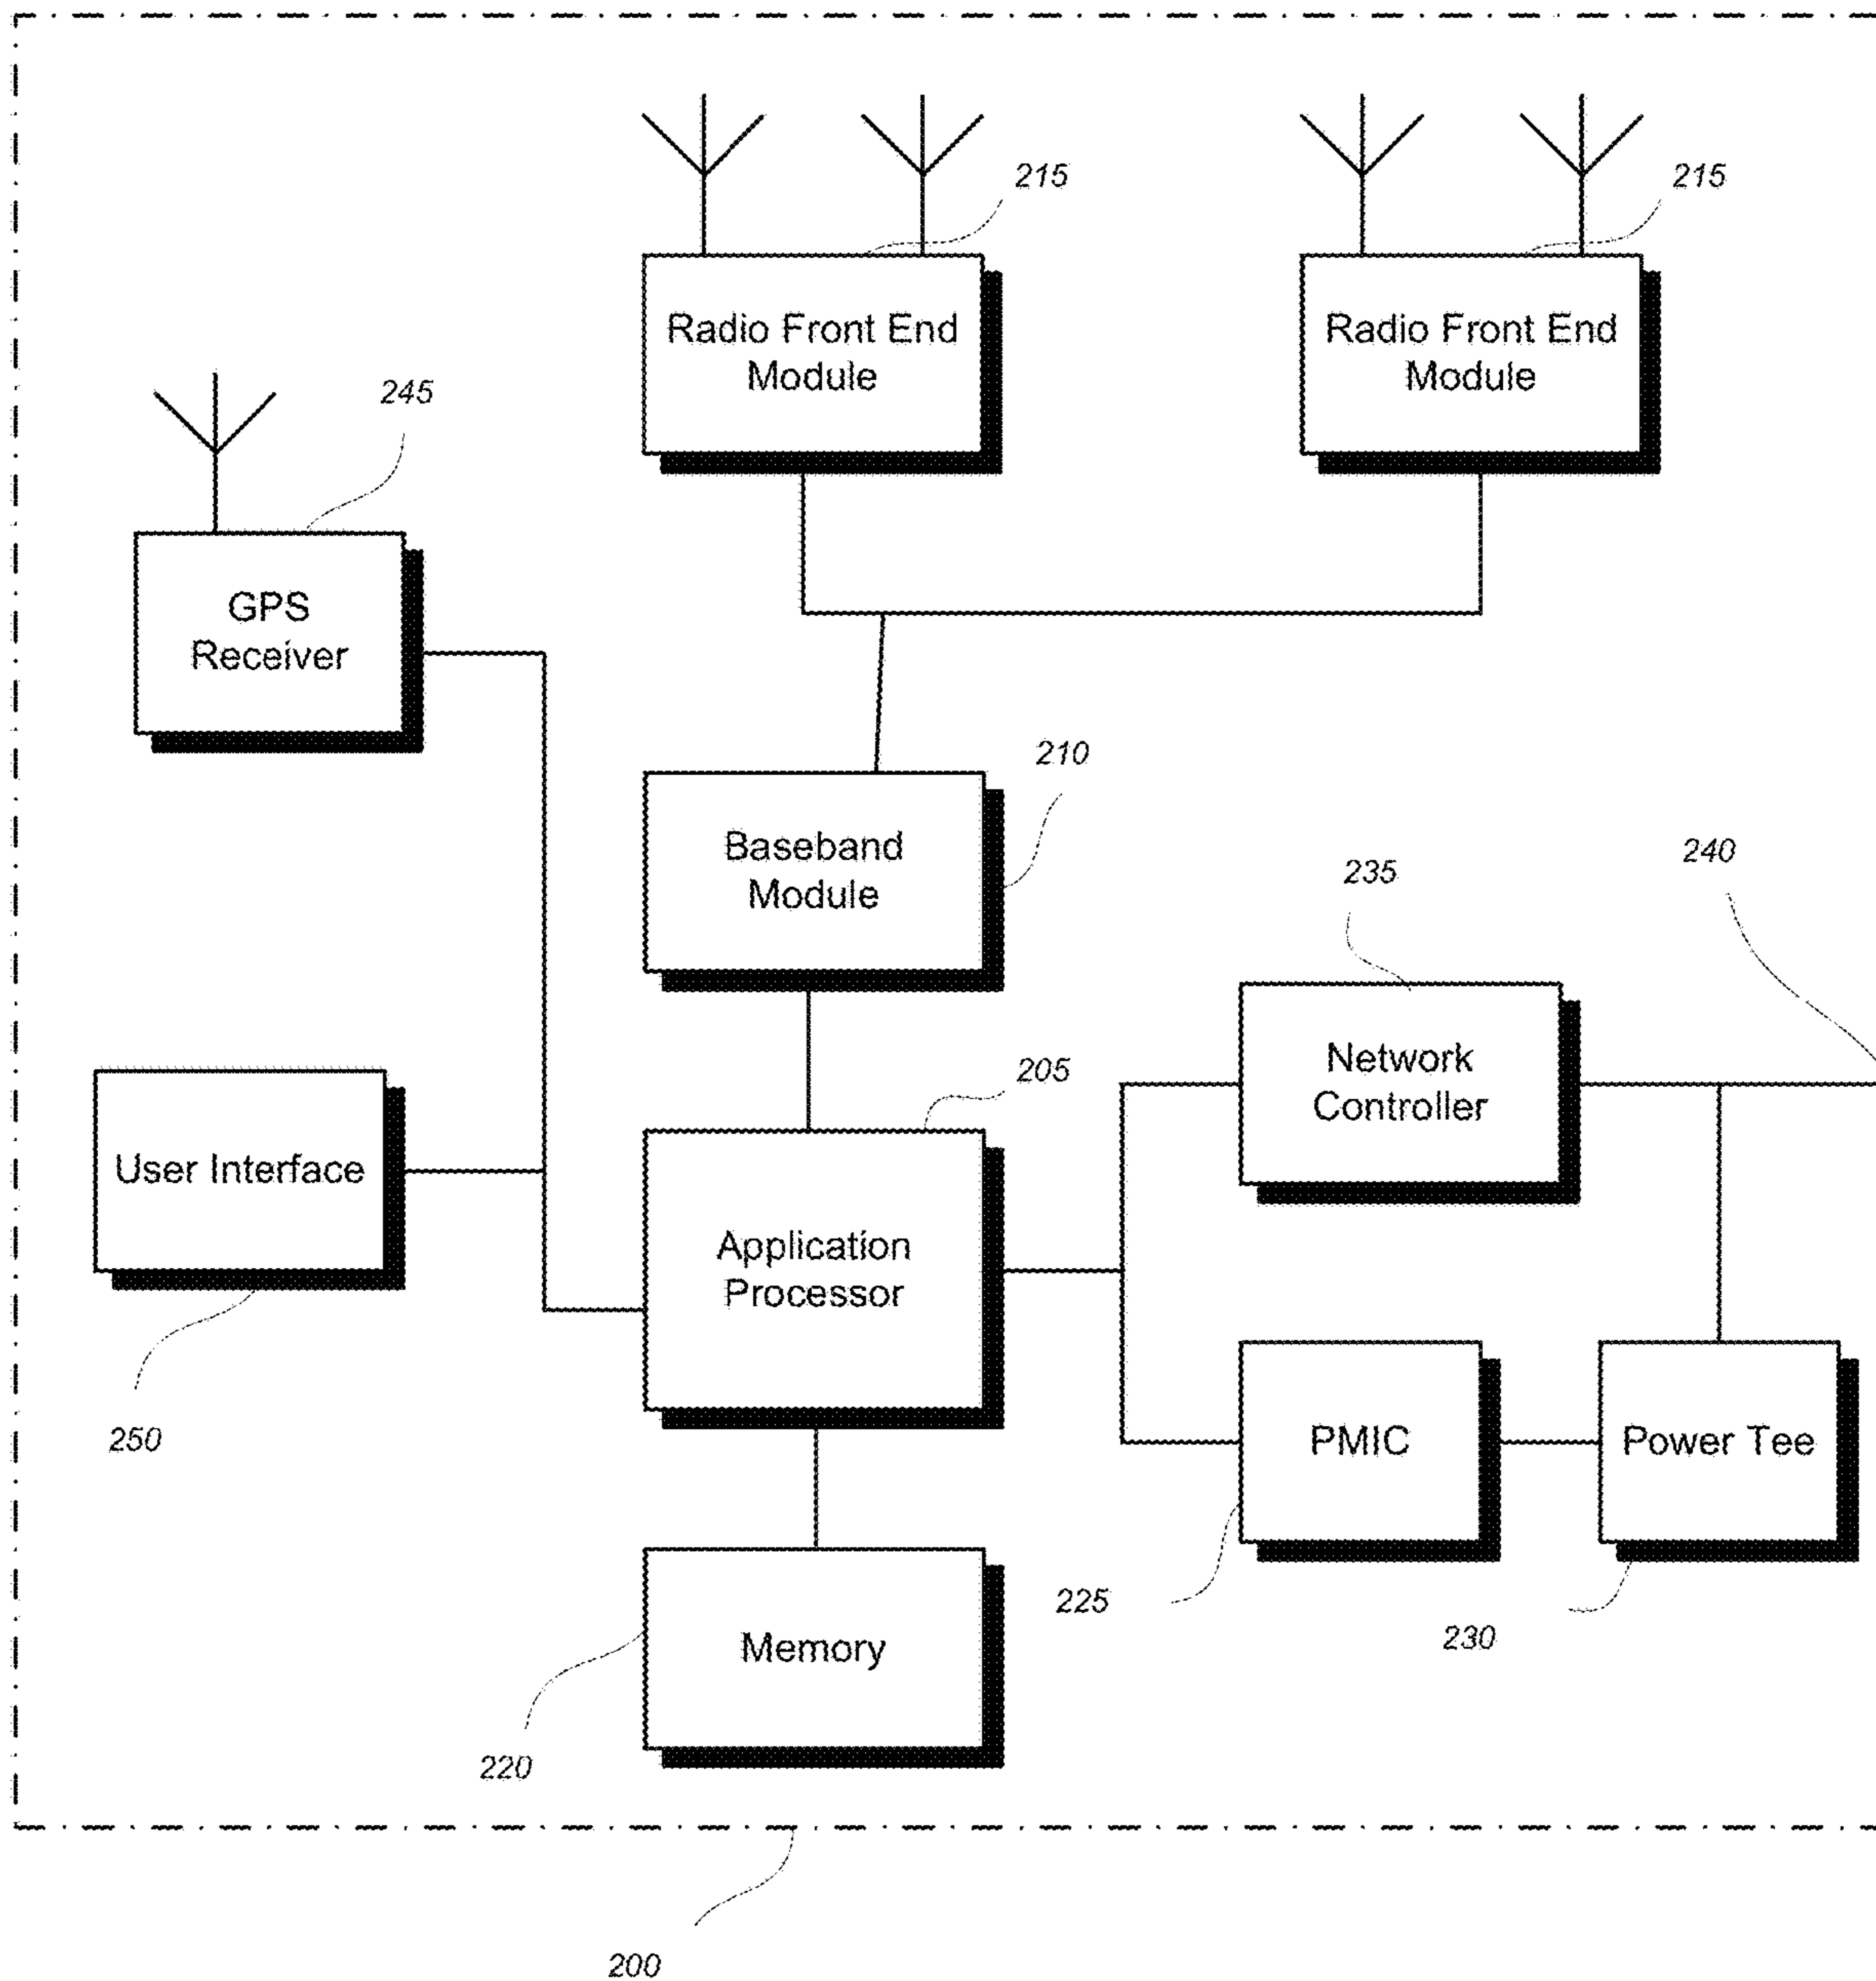 215
215
Radio Front End
Module
Radio Front End
Module
245
GPS
Receiver
210
Baseband
Module
235
240
205
Network
Controller
User Interface
Application
Processor
250
PMIC
Power Tee
225
230
Memory
220
200